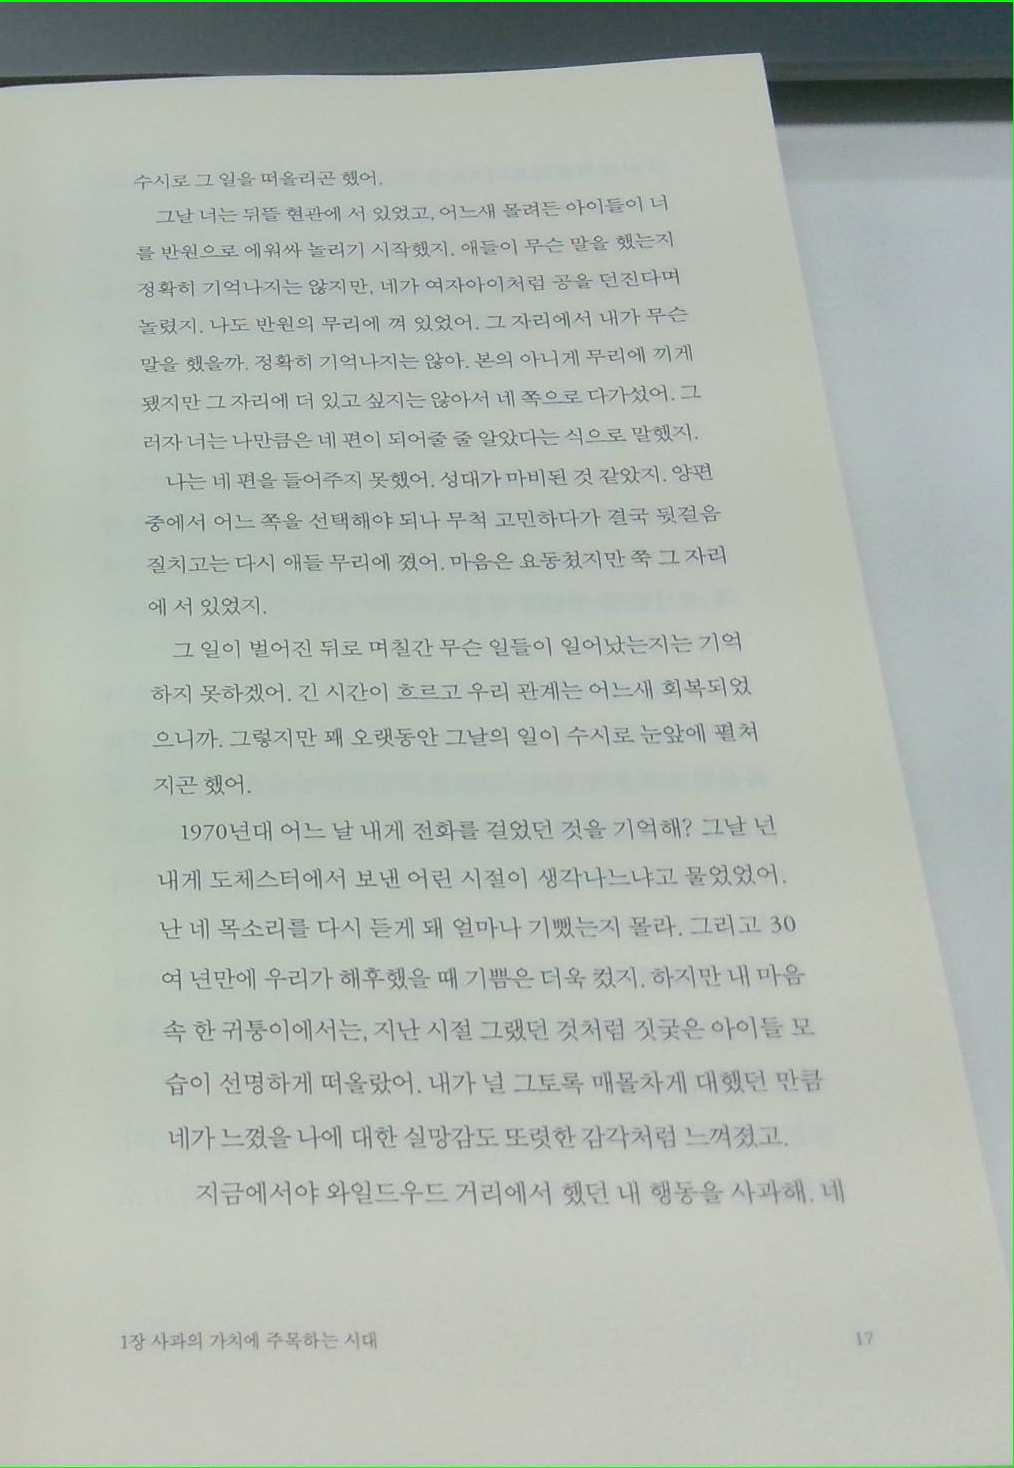 수시로 그 일을 떠올리곤 했어.
그날 너는 뒤뜰 현관에 서 있었고, 어느새 몰려든 아이들이 너
를 반원으로 에워싸 놀리기 시작했지. 애들이 무슨 말을 했는지
정확히 기억나지는 않지만, 네가 여자아이처럼 공을 던진다며
놀렸지. 나도 반원의 무리에 껴 있었어. 그 자리에서 내가 무슨
말을 했을까. 정확히 기억나지는 않아. 본의 아니게 무리에 끼게
됐지만 그 자리에 더 있고 싶지는 않아서 네 쪽으로 다가섰어. 그
러자 너는 나만큼은 네 편이 되어줄 줄 알았다는 식으로 말했지.
나는 네 편을 들어주지 못했어. 성대가 마비된 것 같았지. 양편
중에서 어느 쪽을 선택해야 되나 무척 고민하다가 결국 뒷걸음
질치고는 다시 애들 무리에 꼈어. 마음은 요동쳤지만 쭉 그 자리
에 서 있었지.
그 일이 벌어진 뒤로 며칠간 무슨 일들이 일어났는지는 기억
하지 못하겠어. 긴 시간이 흐르고 우리 관계는 어느새 회복되었
으니까. 그렇지만 꽤 오랫동안 그날의 일이 수시로 눈앞에 펼쳐
지곤 했어.
1970년대 어느 날 내게 전화를 걸었던 것을 기억해? 그날 넌
내게 도체스터에서 보낸 어린 시절이 생각나느냐고 물었었어.
난 네 목소리를 다시 듣게 돼 얼마나 기뻤는지 몰라. 그리고 30
여 년만에 우리가 해후했을 때 기쁨은 더욱 컸지. 하지만 내 마음
속 한 귀퉁이에서는, 지난 시절 그랬던 것처럼 짓궂은 아이들 모
습이 선명하게 떠올랐어. 내가 널 그토록 매몰차게 대했던 만큼
네가 느꼈을 나에 대한 실망감도 또렷한 감각처럼 느껴졌고.
지금에서야 와일드우드 거리에서 했던 내 행동을 사과해. 네
1장 사과의 가치에 주목하는 시대
17